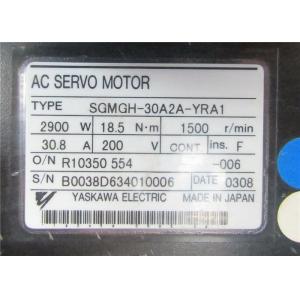 AC SERVO MOTOR
TYPE SGMGH-30A2A-YRA1
2900 W 18.5 N·m 1500 r/min
30.8 A 200 V CONT. ins. F
O/N R10350 554 -006
S/N B0038D634010006 DATE 0308
YASKAWA ELECTRIC MADE IN JAPAN